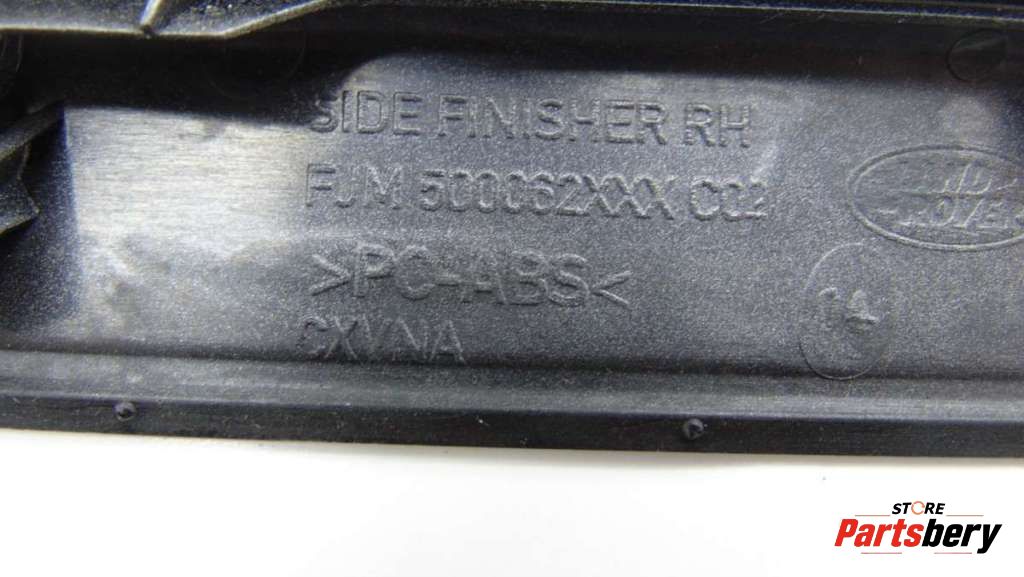 SIDE FINISHER RH
FJM 500062XXX C02
LAND
ROVER
>PC-ABS<
CXVNA
STORE
Partsbery